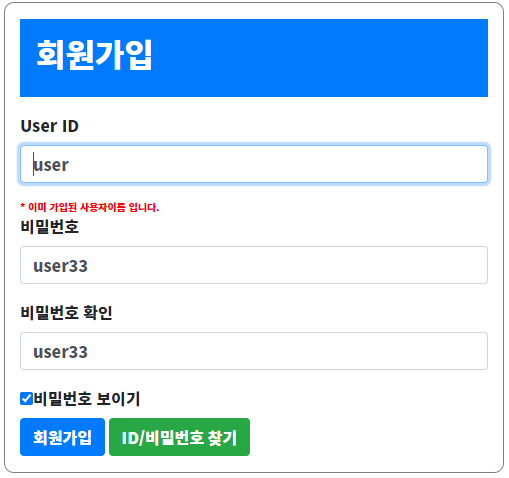 회원가입
User ID
user
* 이미 가입된 사용자이름 입니다.
비밀번호
user33
비밀번호 확인
user33
비밀번호 보이기
회원가입 ID/비밀번호 찾기